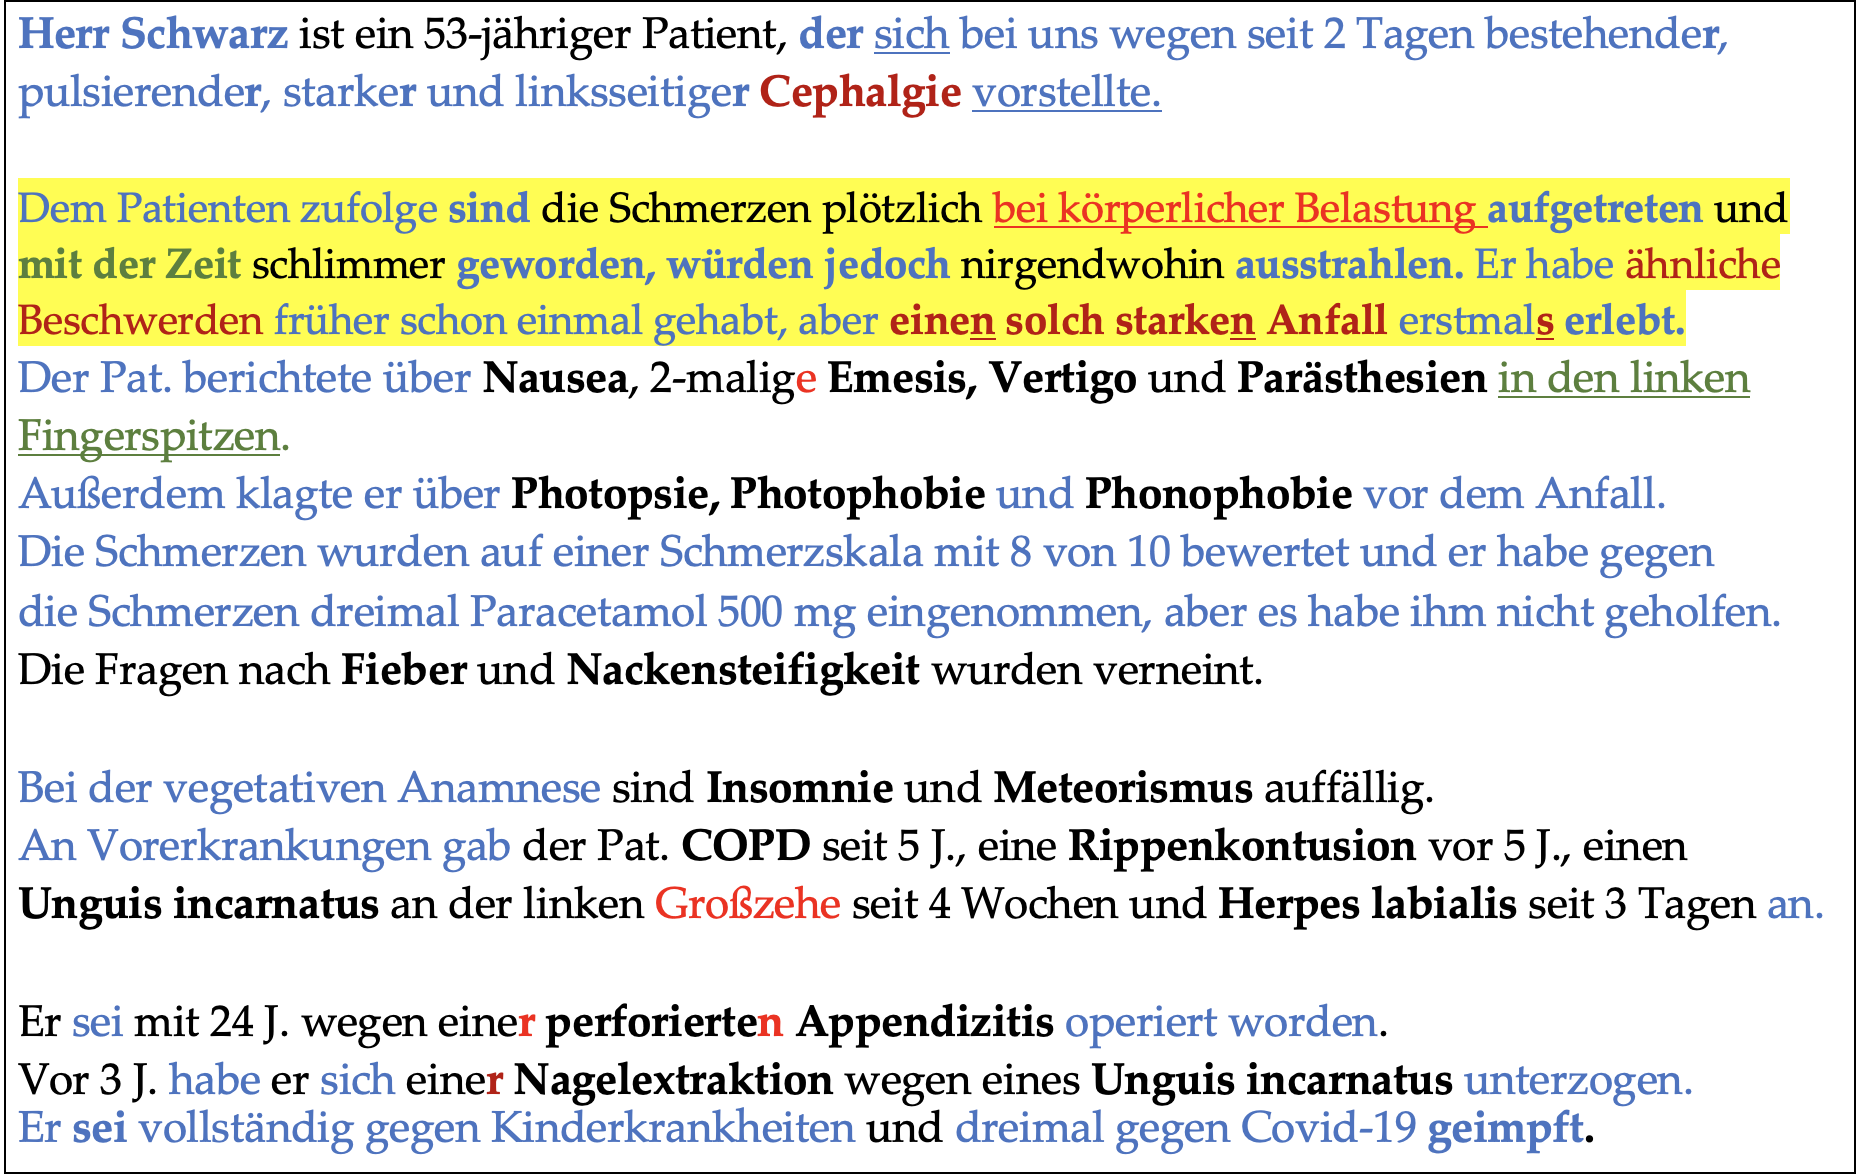 Herr Schwarz ist ein 53-jähriger Patient, der sich bei uns wegen seit 2 Tagen bestehender,
pulsierender, starker und linksseitiger Cephalgie vorstellte.
Dem Patienten zufolge sind die Schmerzen plötzlich bei körperlicher Belastung aufgetreten und
mit der Zeit schlimmer geworden, würden jedoch nirgendwohin ausstrahlen. Er habe ähnliche
Beschwerden früher schon einmal gehabt, aber einen solch starken Anfall erstmals erlebt.
Der Pat. berichtete über Nausea, 2-malige Emesis, Vertigo und Parästhesien in den linken
Fingerspitzen.
Außerdem klagte er über Photopsie, Photophobie und Phonophobie vor dem Anfall.
Die Schmerzen wurden auf einer Schmerzskala mit 8 von 10 bewertet und er habe gegen
die Schmerzen dreimal Paracetamol 500 mg eingenommen, aber es habe ihm nicht geholfen.
Die Fragen nach Fieber und Nackensteifigkeit wurden verneint.
Bei der vegetativen Anamnese sind Insomnie und Meteorismus auffällig.
An Vorerkrankungen gab der Pat. COPD seit 5 J., eine Rippenkontusion vor 5 J., einen
Unguis incarnatus an der linken Großzehe seit 4 Wochen und Herpes labialis seit 3 Tagen an.
Er sei mit 24 J. wegen einer perforierten Appendizitis operiert worden.
Vor 3 J. habe er sich einer Nagelextraktion wegen eines Unguis incarnatus unterzogen.
Er sei vollständig gegen Kinderkrankheiten und dreimal gegen Covid-19 geimpft.